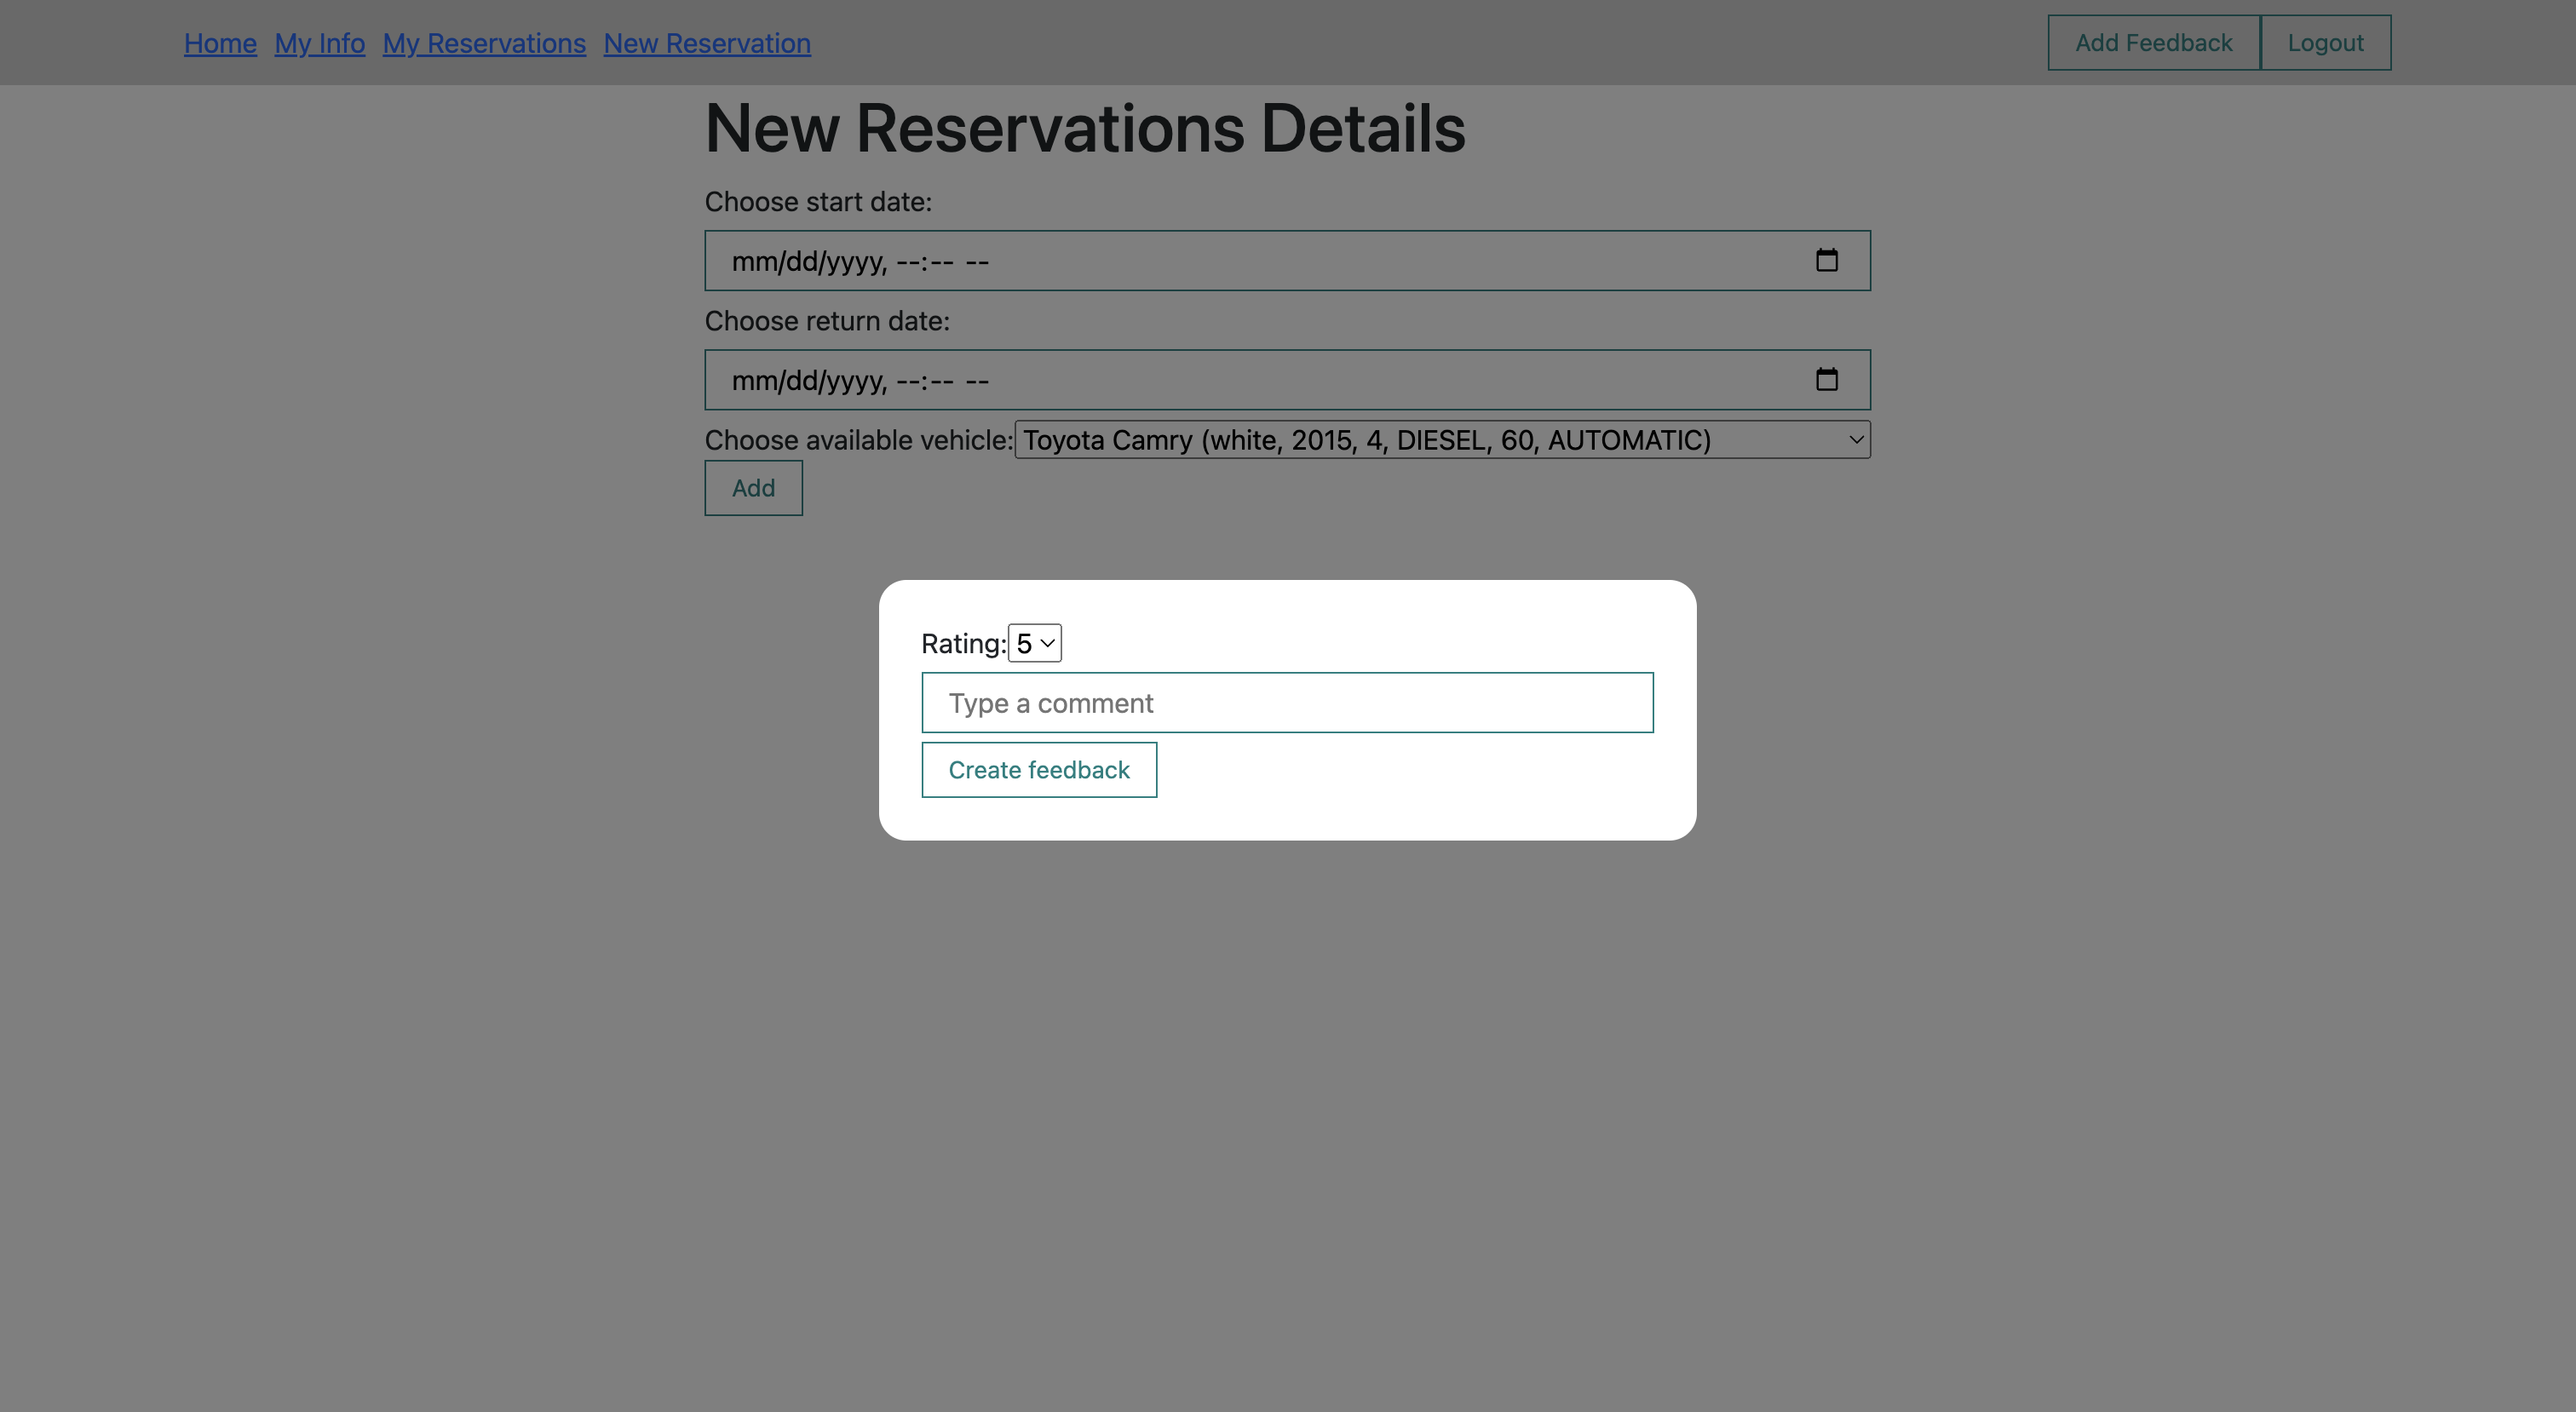 Home My Info My Reservations New Reservation Add Feedback Logout
New Reservations Details
Choose start date:
mm/dd/yyyy, --:-- --
Choose return date:
mm/dd/yyyy, --:-- --
Choose available vehicle: Toyota Camry (white, 2015, 4, DIESEL, 60, AUTOMATIC)
Add
Rating: 5
Type a comment
Create feedback